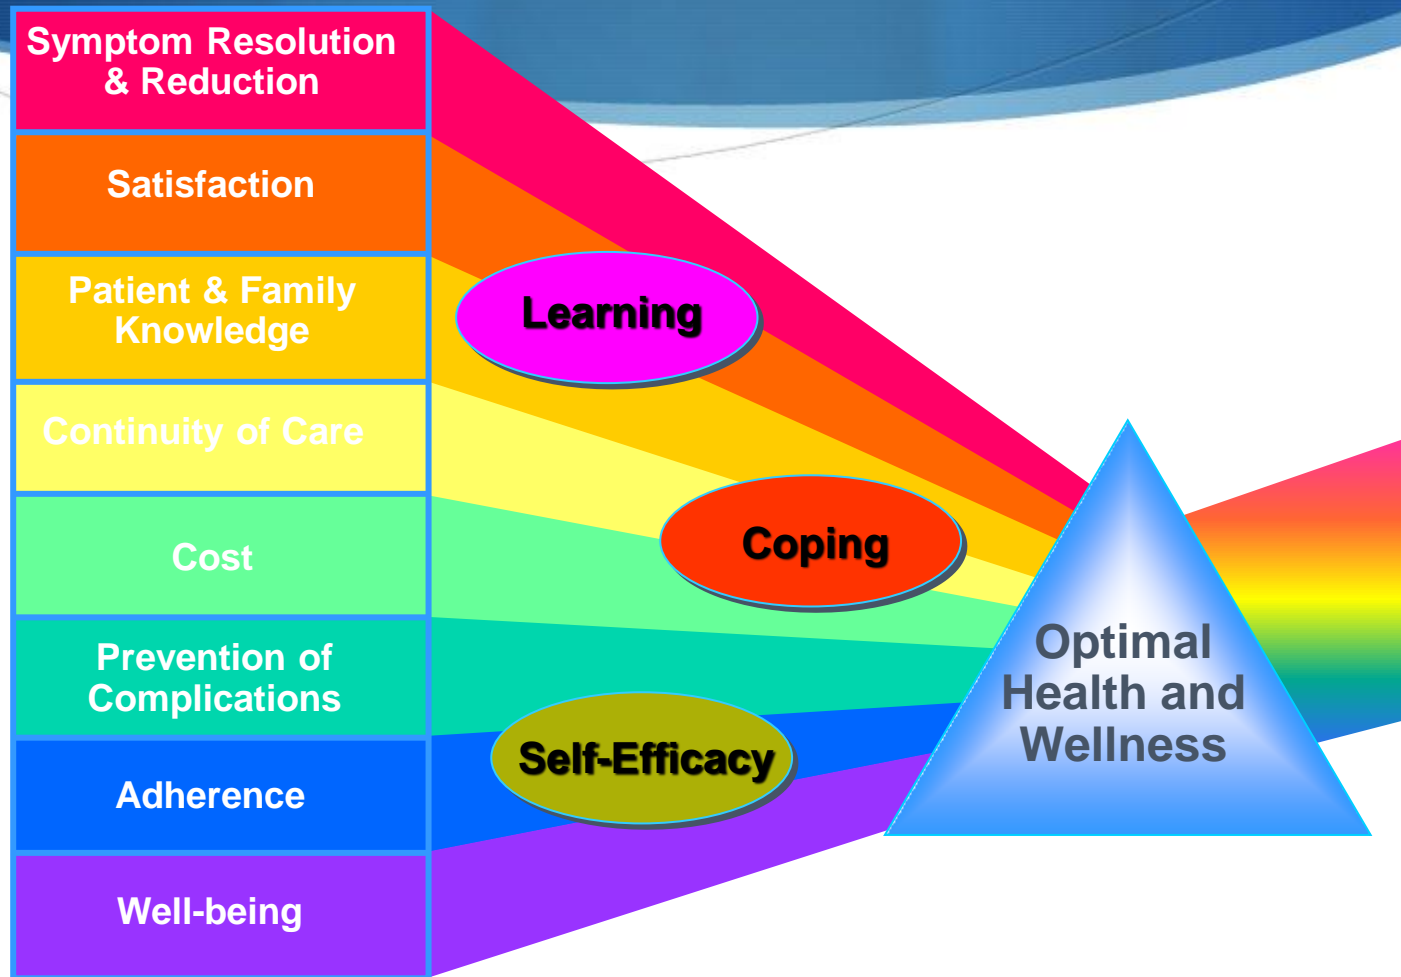 Symptom Resolution
& Reduction
Satisfaction
Patient & Family
Knowledge
Continuity of Care
Cost
Prevention of
Complications
Adherence
Well-being
Learning
Coping
Self-Efficacy
Optimal
Health and
Wellness